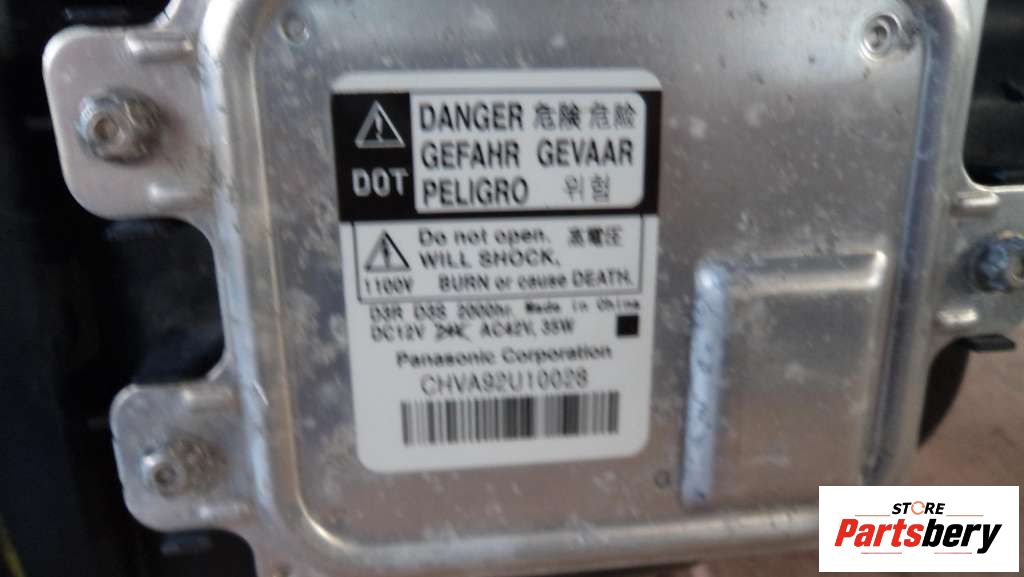 DANGER 危険 危險
GEFAHR GEVAAR
DOT
PELIGRO 위험
Do not open. 高電圧
WILL SHOCK,
1100V BURN or cause DEATH.
D3R D3S 2000hr. Made in China
DC12V AC42V, 35W
Panasonic Corporation
CHVA92U10028
STORE
Partsbery